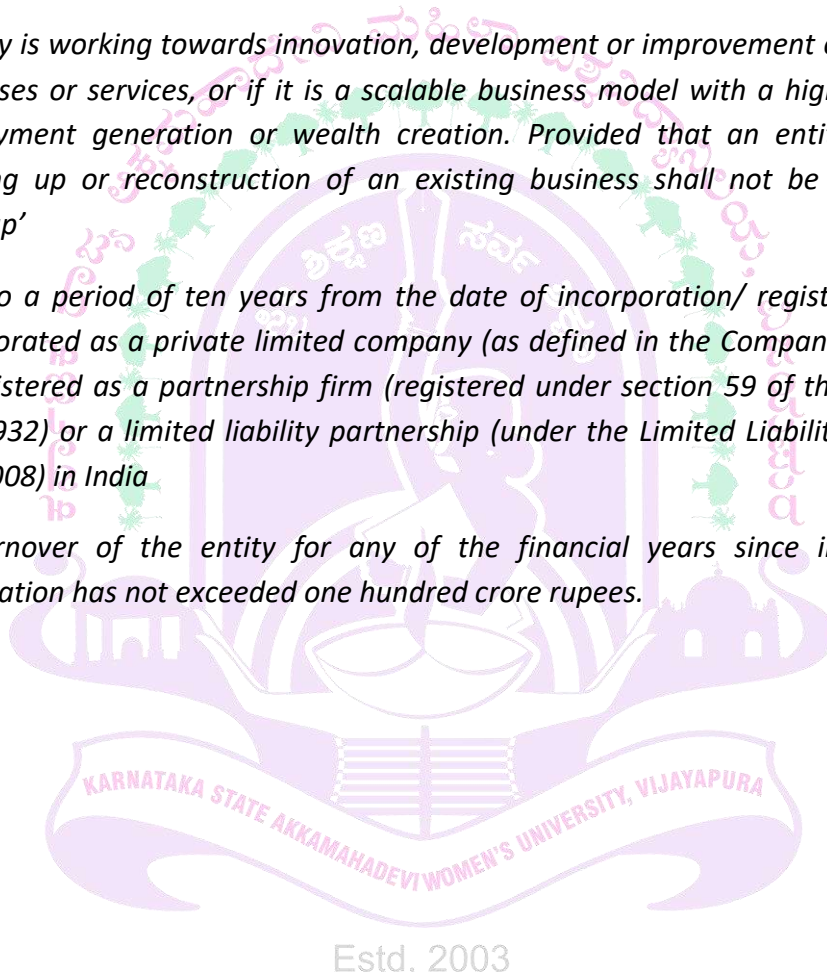 y is working towards innovation, development or improvement
ses or services, or if it is a scalable business model with a hig
yment generation or wealth creation. Provided that an enti
ng up or reconstruction of an existing business shall not be
up’
o a period of ten years from the date of incorporation/ regist
orated as a private limited company (as defined in the Compan
istered as a partnership firm (registered under section 59 of th
932) or a limited liability partnership (under the Limited Liabilit
008) in India
rnover of the entity for any of the financial years since i
ation has not exceeded one hundred crore rupees.
ಶಿಕ್ಷಣ
ಸರ್ವ
KARNATAKA STATE AKKAMAHADEVI WOMEN'S UNIVERSITY, VIJAYAPURA
Estd. 2003